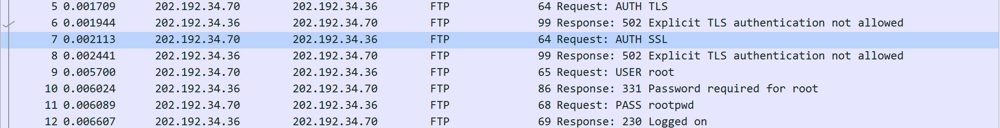 5 0.001709 202.192.34.70 202.192.34.36 FTP 64 Request: AUTH TLS
6 0.001944 202.192.34.36 202.192.34.70 FTP 99 Response: 502 Explicit TLS authentication not allowed
7 0.002113 202.192.34.70 202.192.34.36 FTP 64 Request: AUTH SSL
8 0.002441 202.192.34.36 202.192.34.70 FTP 99 Response: 502 Explicit TLS authentication not allowed
9 0.005700 202.192.34.70 202.192.34.36 FTP 65 Request: USER root
10 0.006024 202.192.34.36 202.192.34.70 FTP 86 Response: 331 Password required for root
11 0.006089 202.192.34.70 202.192.34.36 FTP 68 Request: PASS rootpwd
12 0.006607 202.192.34.36 202.192.34.70 FTP 69 Response: 230 Logged on